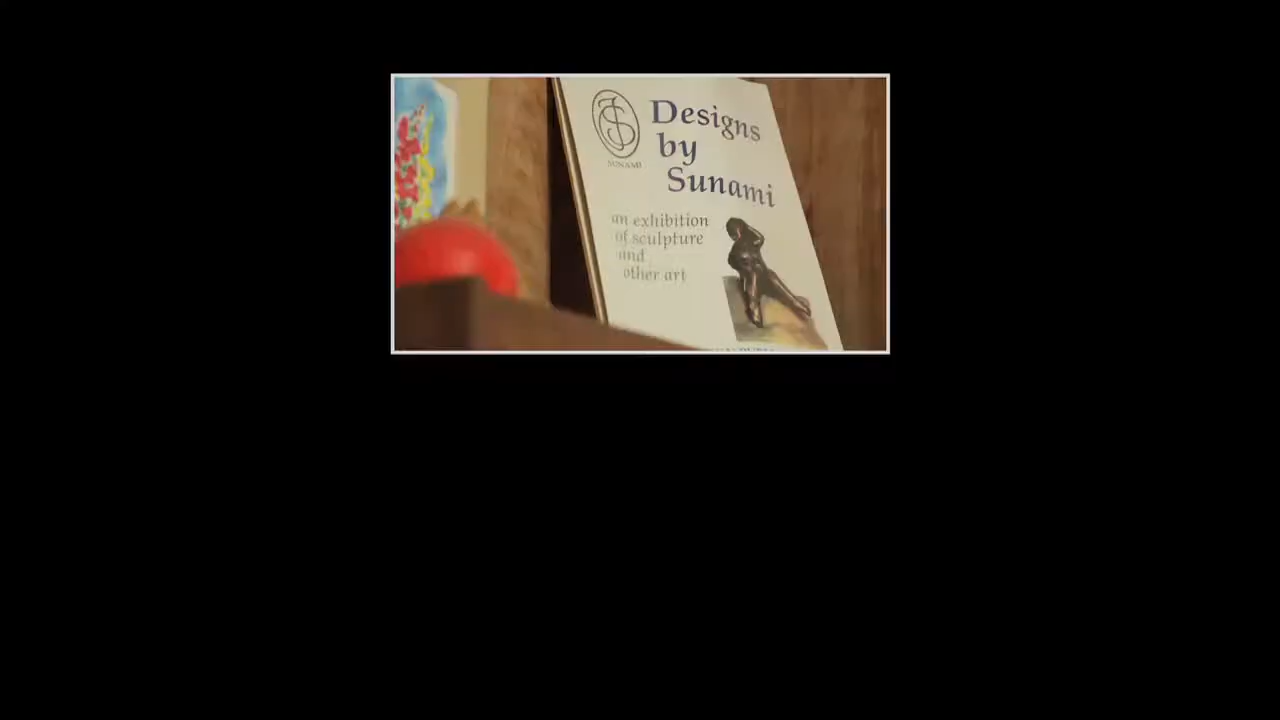 SUNAMI
Designs
by
Sunami
an exhibition
of sculpture
and
other art